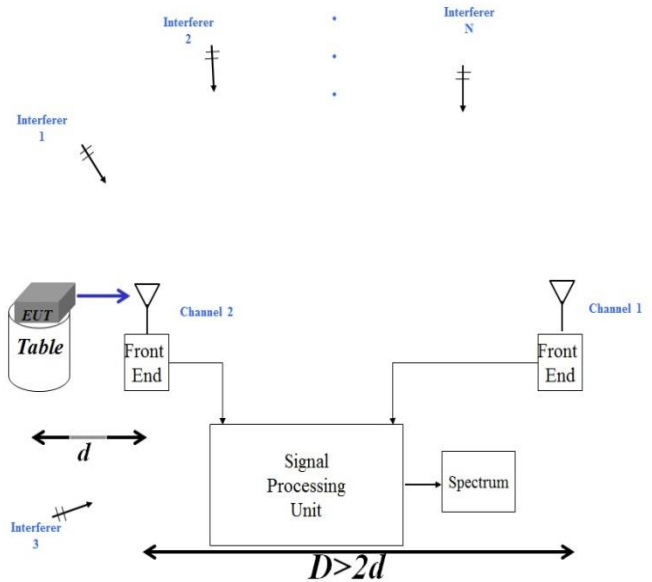 Interferer
N
Interferer
2
Interferer
1
EUT
Table
Channel 2
Channel 1
Front
End
Front
End
d
Signal
Processing
Unit
Spectrum
Interferer
3
D>2d